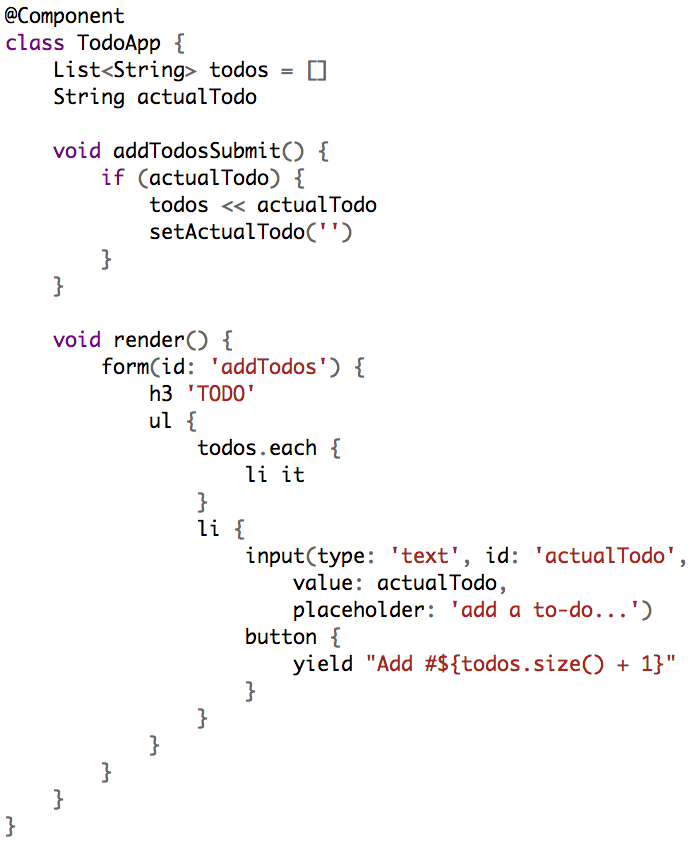 @Component
class TodoApp {
    List<String> todos = []
    String actualTodo

    void addTodosSubmit() {
        if (actualTodo) {
            todos << actualTodo
            setActualTodo('')
        }
    }

    void render() {
        form(id: 'addTodos') {
            h3 'TODO'
            ul {
                todos.each {
                    li it
                }
                li {
                    input(type: 'text', id: 'actualTodo',
                        value: actualTodo,
                        placeholder: 'add a to-do...')
                    button {
                        yield "Add #${todos.size() + 1}"
                    }
                }
            }
        }
    }
}